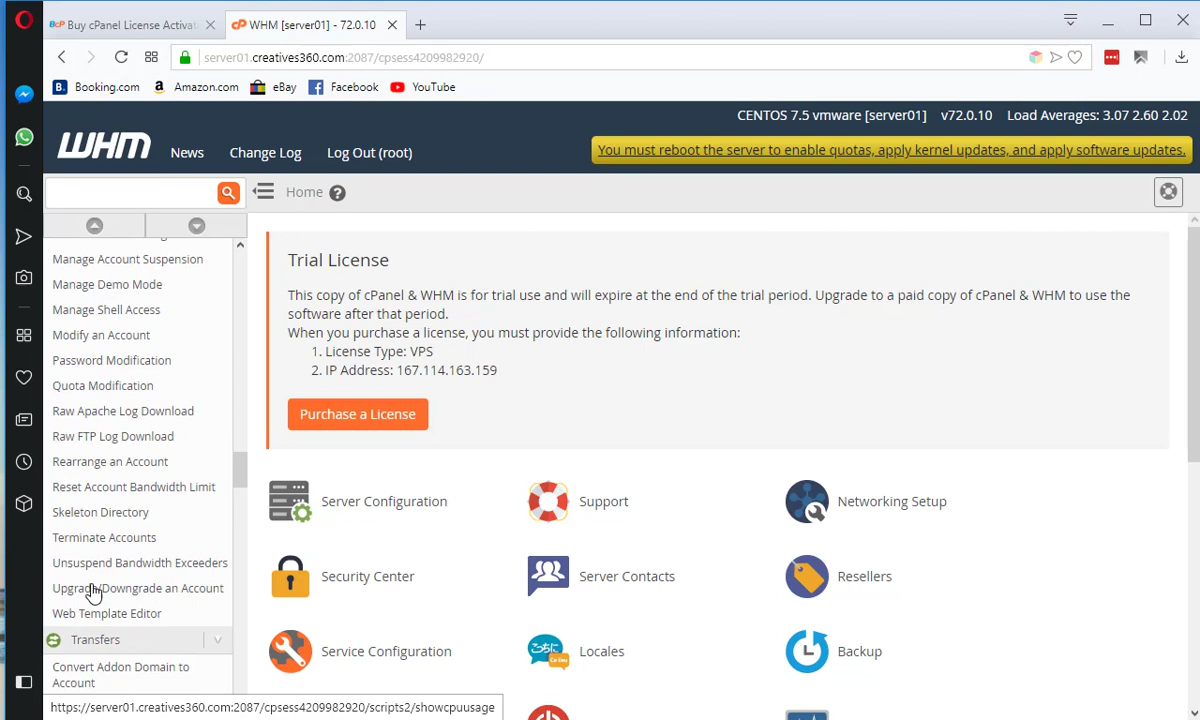 Buy cPanel License Activat
WHM [server01] - 72.0.10
server01.creatives360.com:2087/cpsess4209982920/
B. Booking.com
a Amazon.com
eBay
Facebook
YouTube
CENTOS 7.5 vmware [server01] v72.0.10 Load Averages: 3.07 2.60 2.02
WHM
News
Change Log
Log Out (root)
You must reboot the server to enable quotas, apply kernel updates, and apply software updates.
Home
Manage Account Suspension
Manage Demo Mode
Manage Shell Access
Modify an Account
Password Modification
Quota Modification
Raw Apache Log Download
Raw FTP Log Download
Rearrange an Account
Reset Account Bandwidth Limit
Skeleton Directory
Terminate Accounts
Unsuspend Bandwidth Exceeders
Upgrade/Downgrade an Account
Web Template Editor
Transfers
Convert Addon Domain to
Account
Trial License
This copy of cPanel & WHM is for trial use and will expire at the end of the trial period. Upgrade to a paid copy of cPanel & WHM to use the
software after that period.
When you purchase a license, you must provide the following information:
1. License Type: VPS
2. IP Address: 167.114.163.159
Purchase a License
Server Configuration
Support
Networking Setup
Security Center
Server Contacts
Resellers
Service Configuration
Locales
Backup
https://server01.creatives360.com:2087/cpsess4209982920/scripts2/showcpuusage